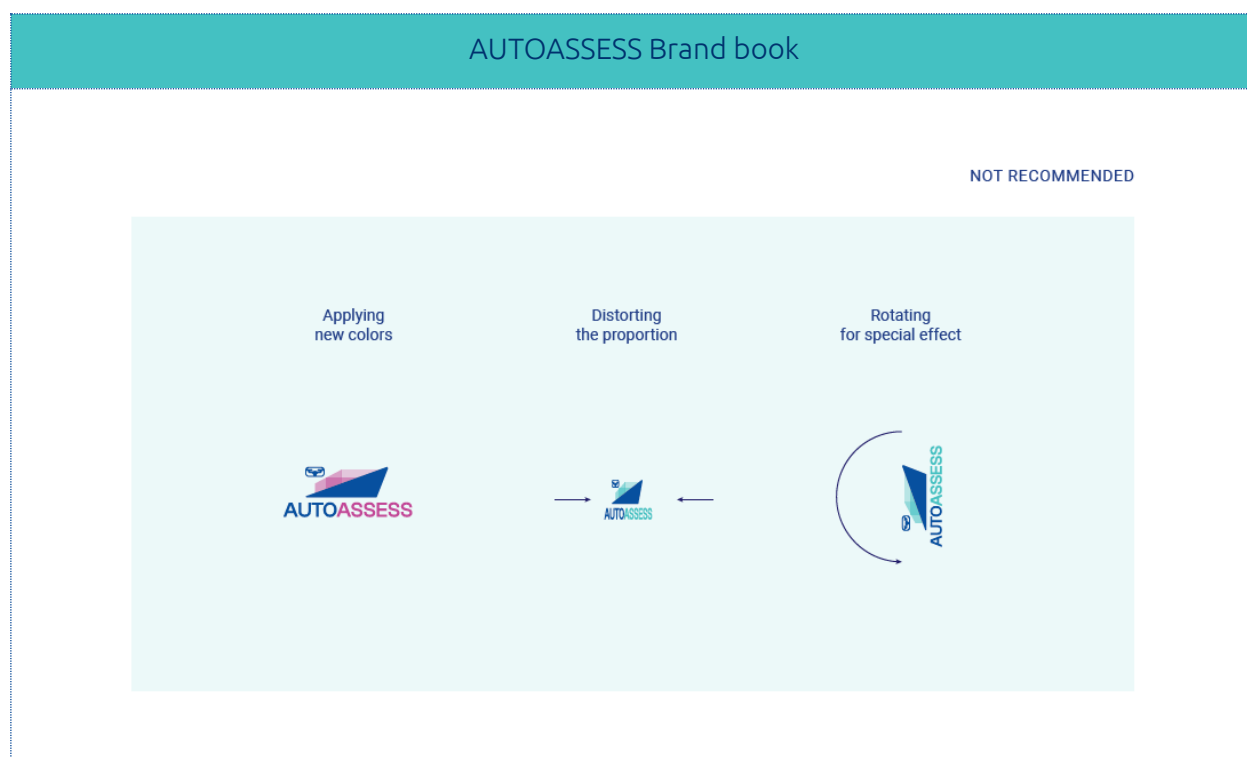 AUTOASSESS Brand book
NOT RECOMMENDED
Applying
new colors
Distorting
the proportion
Rotating
for special effect
AUTOASSESS
AUTOASSESS
AUTOASSESS